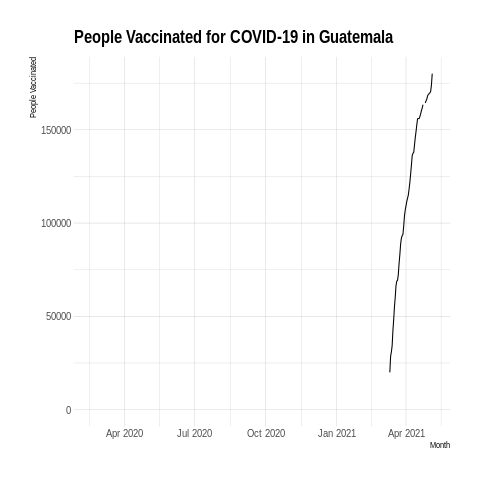 People Vaccinated for COVID-19 in Guatemala
People Vaccinated
150000
100000
50000
0
Apr 2020 Jul 2020 Oct 2020 Jan 2021 Apr 2021
Month